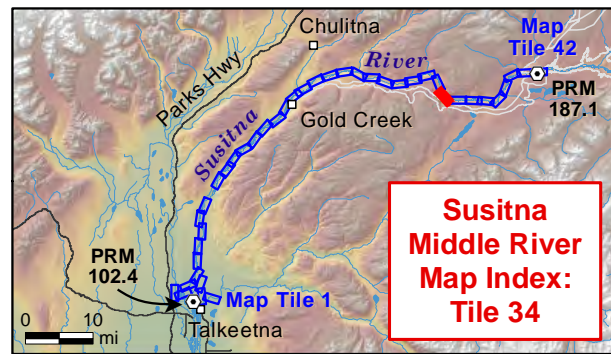 Chulitna
Map
Tile 42
River
Parks Hwy
PRM
187.1
Gold Creek
Susitna
Susitna
Middle River
Map Index:
Tile 34
PRM
102.4
Map Tile 1
Talkeetna
0 10
mi